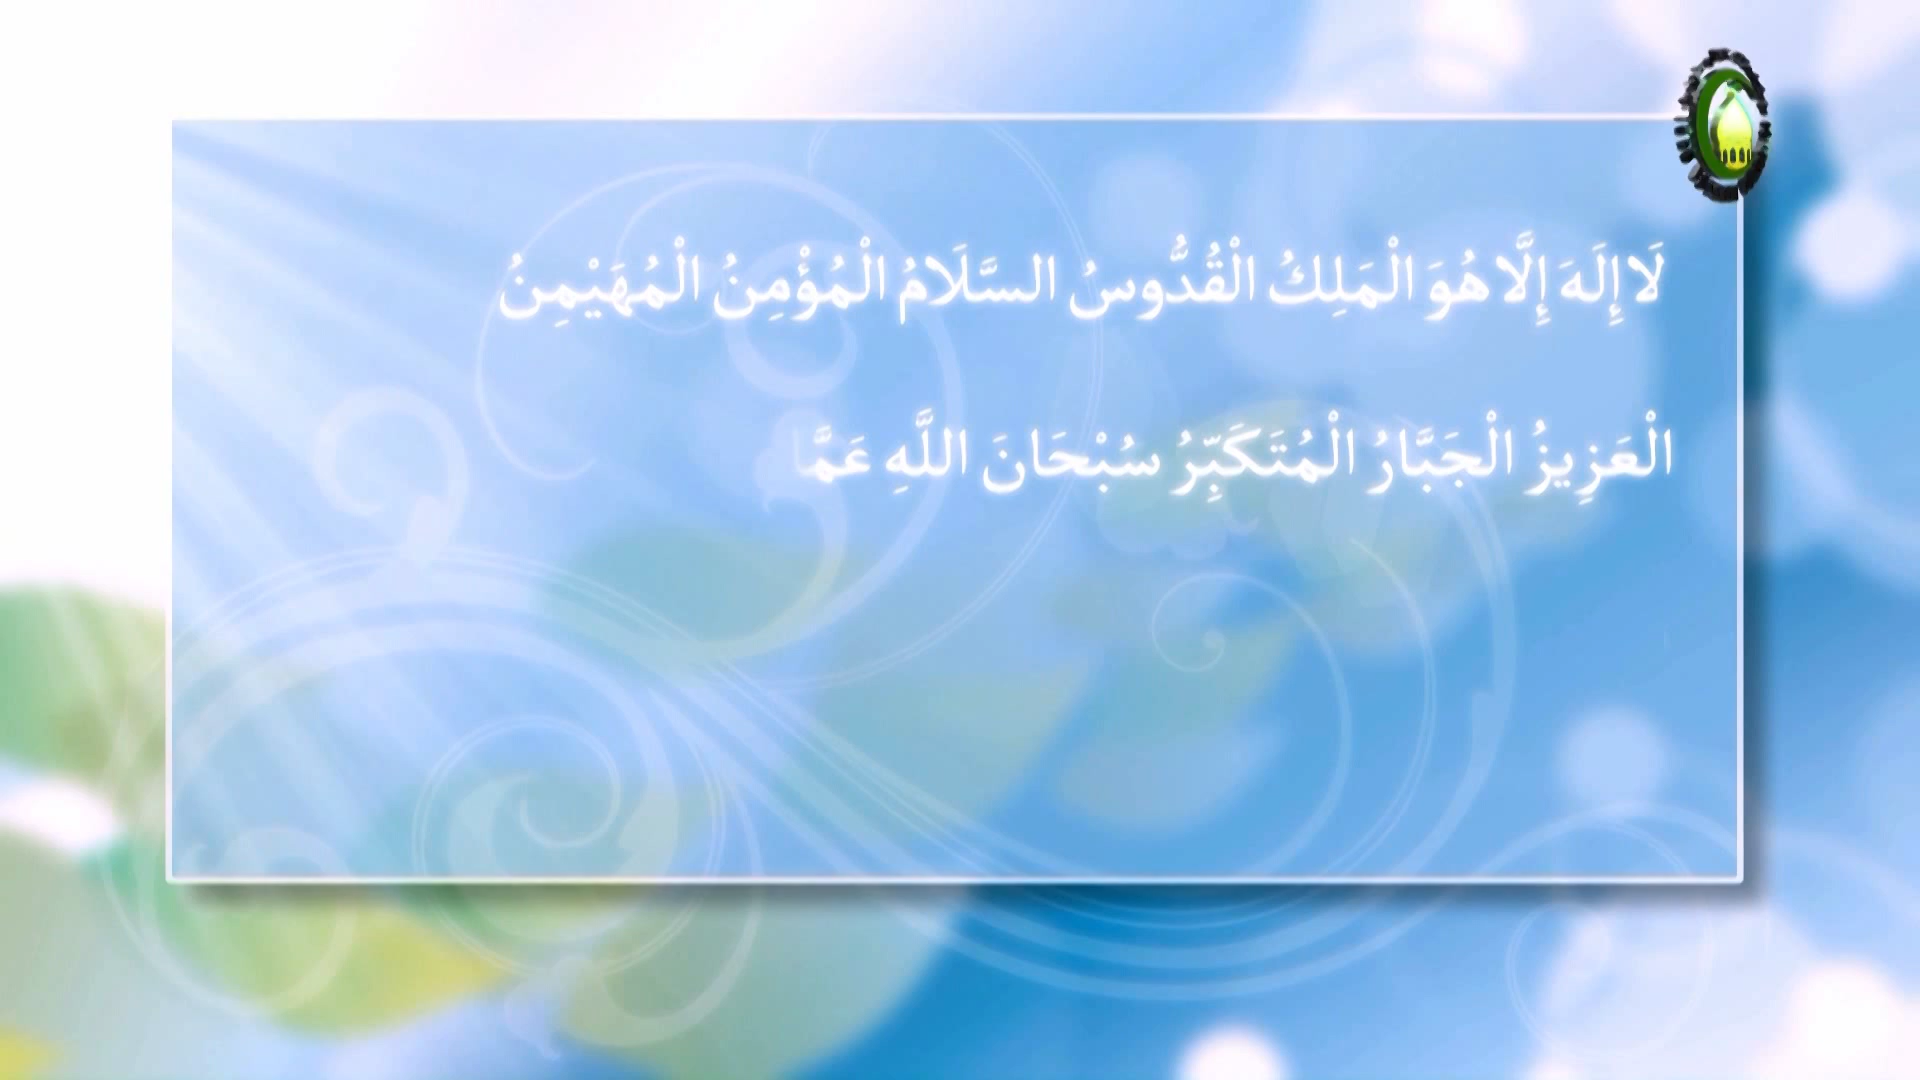 لَا إِلَهَ إِلَّا هُوَ الْمَلِكُ الْقُدُّوسُ السَّلَامُ الْمُؤْمِنُ الْمُهَيْمِنُ
الْعَزِيزُ الْجَبَّارُ الْمُتَكَبِّرُ سُبْحَانَ اللَّهِ عَمَّا